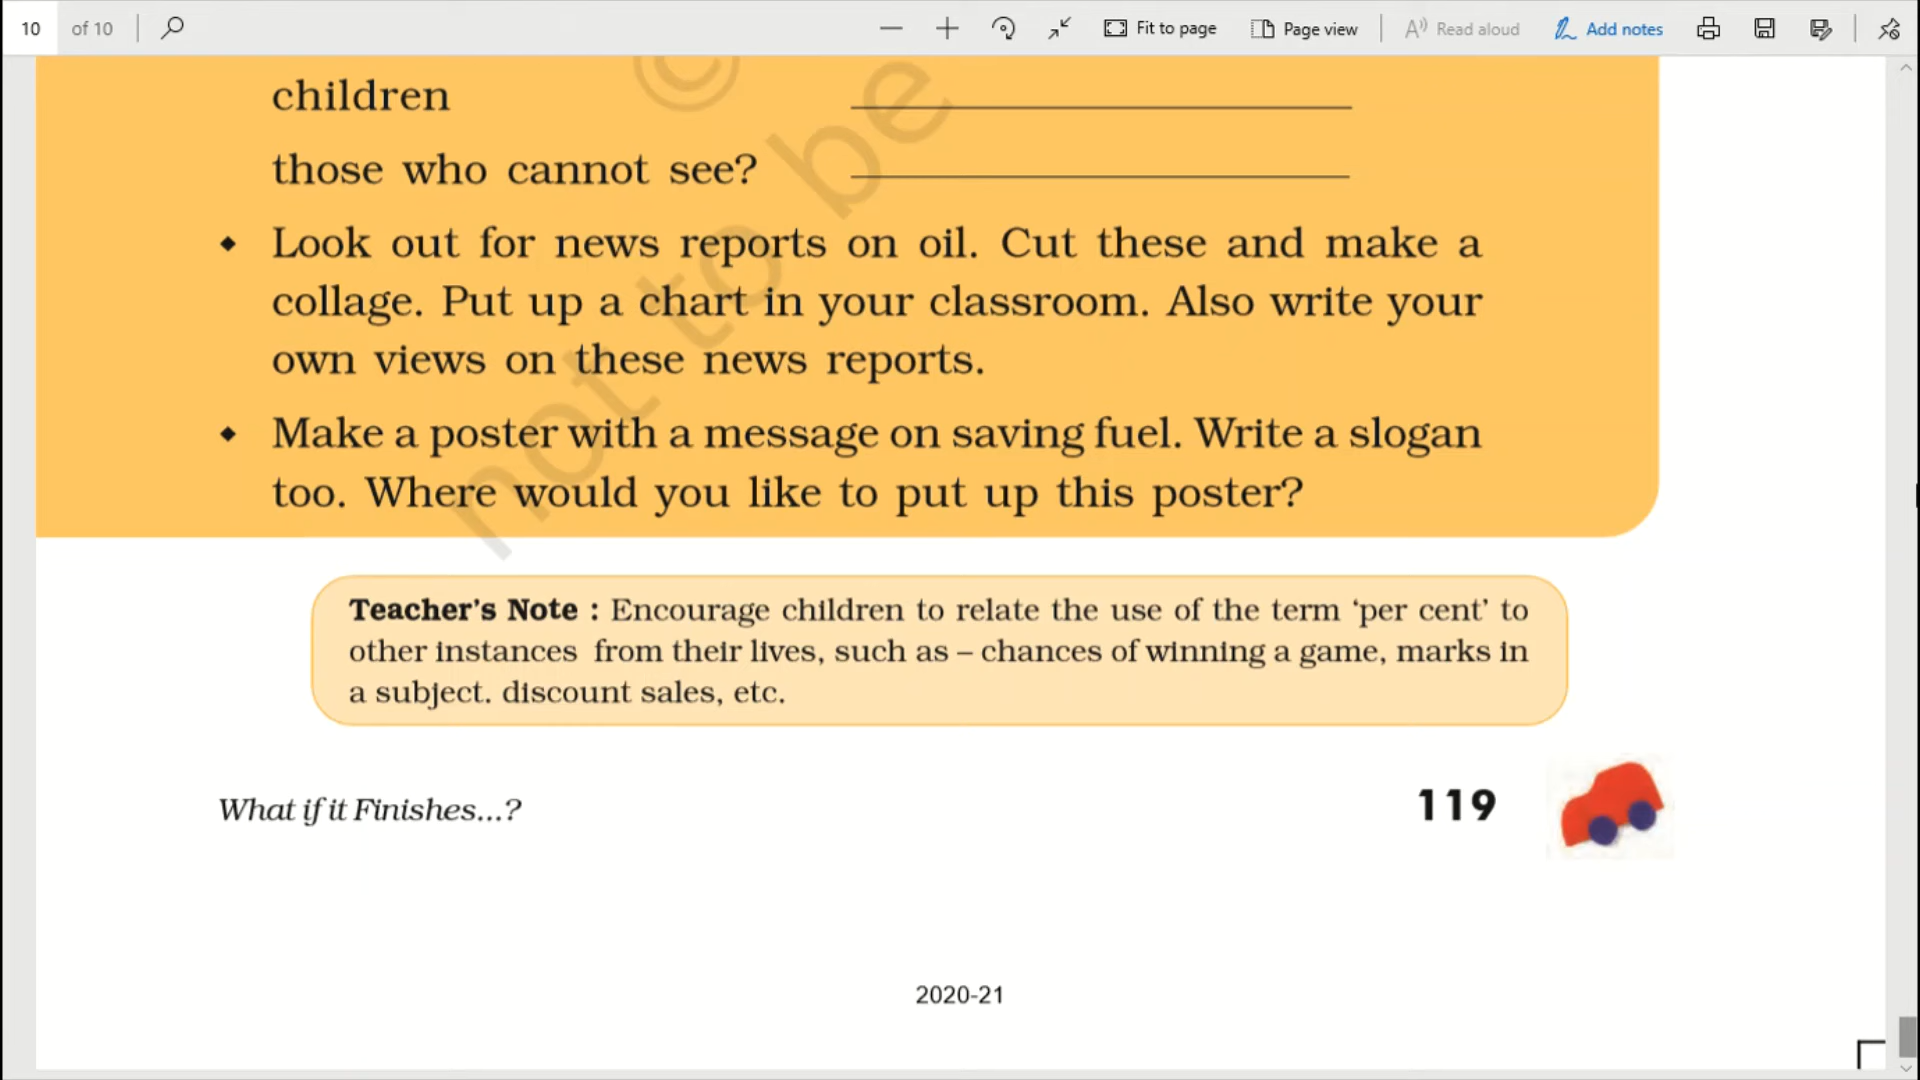 10 of 10 Fit to page Page view Read aloud Add notes
children
those who cannot see?
◆ Look out for news reports on oil. Cut these and make a
collage. Put up a chart in your classroom. Also write your
own views on these news reports.
◆ Make a poster with a message on saving fuel. Write a slogan
too. Where would you like to put up this poster?
© not to be
Teacher’s Note : Encourage children to relate the use of the term ‘per cent’ to
other instances from their lives, such as – chances of winning a game, marks in
a subject. discount sales, etc.
What if it Finishes...? 119
2020-21